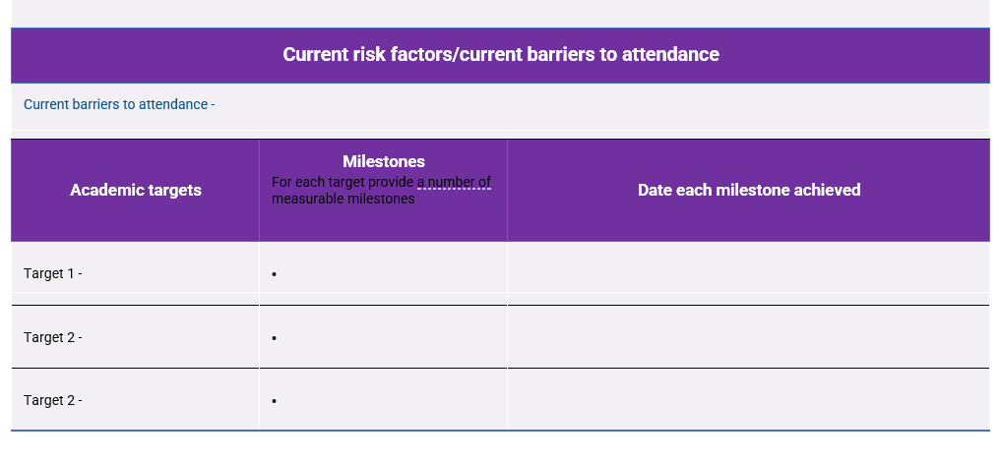 Current risk factors/current barriers to attendance
Current barriers to attendance -
Academic targets
Milestones
For each target provide a number of
measurable milestones
Date each milestone achieved
Target 1 -
•
Target 2 -
•
Target 2 -
•